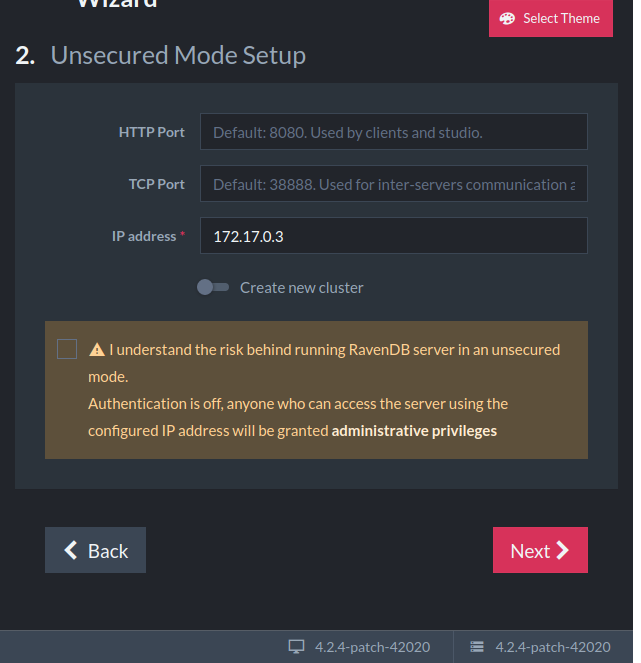 Wizard
Select Theme
2. Unsecured Mode Setup
HTTP Port
Default: 8080. Used by clients and studio.
TCP Port
Default: 38888. Used for inter-servers communication a
IP address *
172.17.0.3
Create new cluster
I understand the risk behind running RavenDB server in an unsecured
mode.
Authentication is off, anyone who can access the server using the
configured IP address will be granted administrative privileges
Back
Next
4.2.4-patch-42020
4.2.4-patch-42020